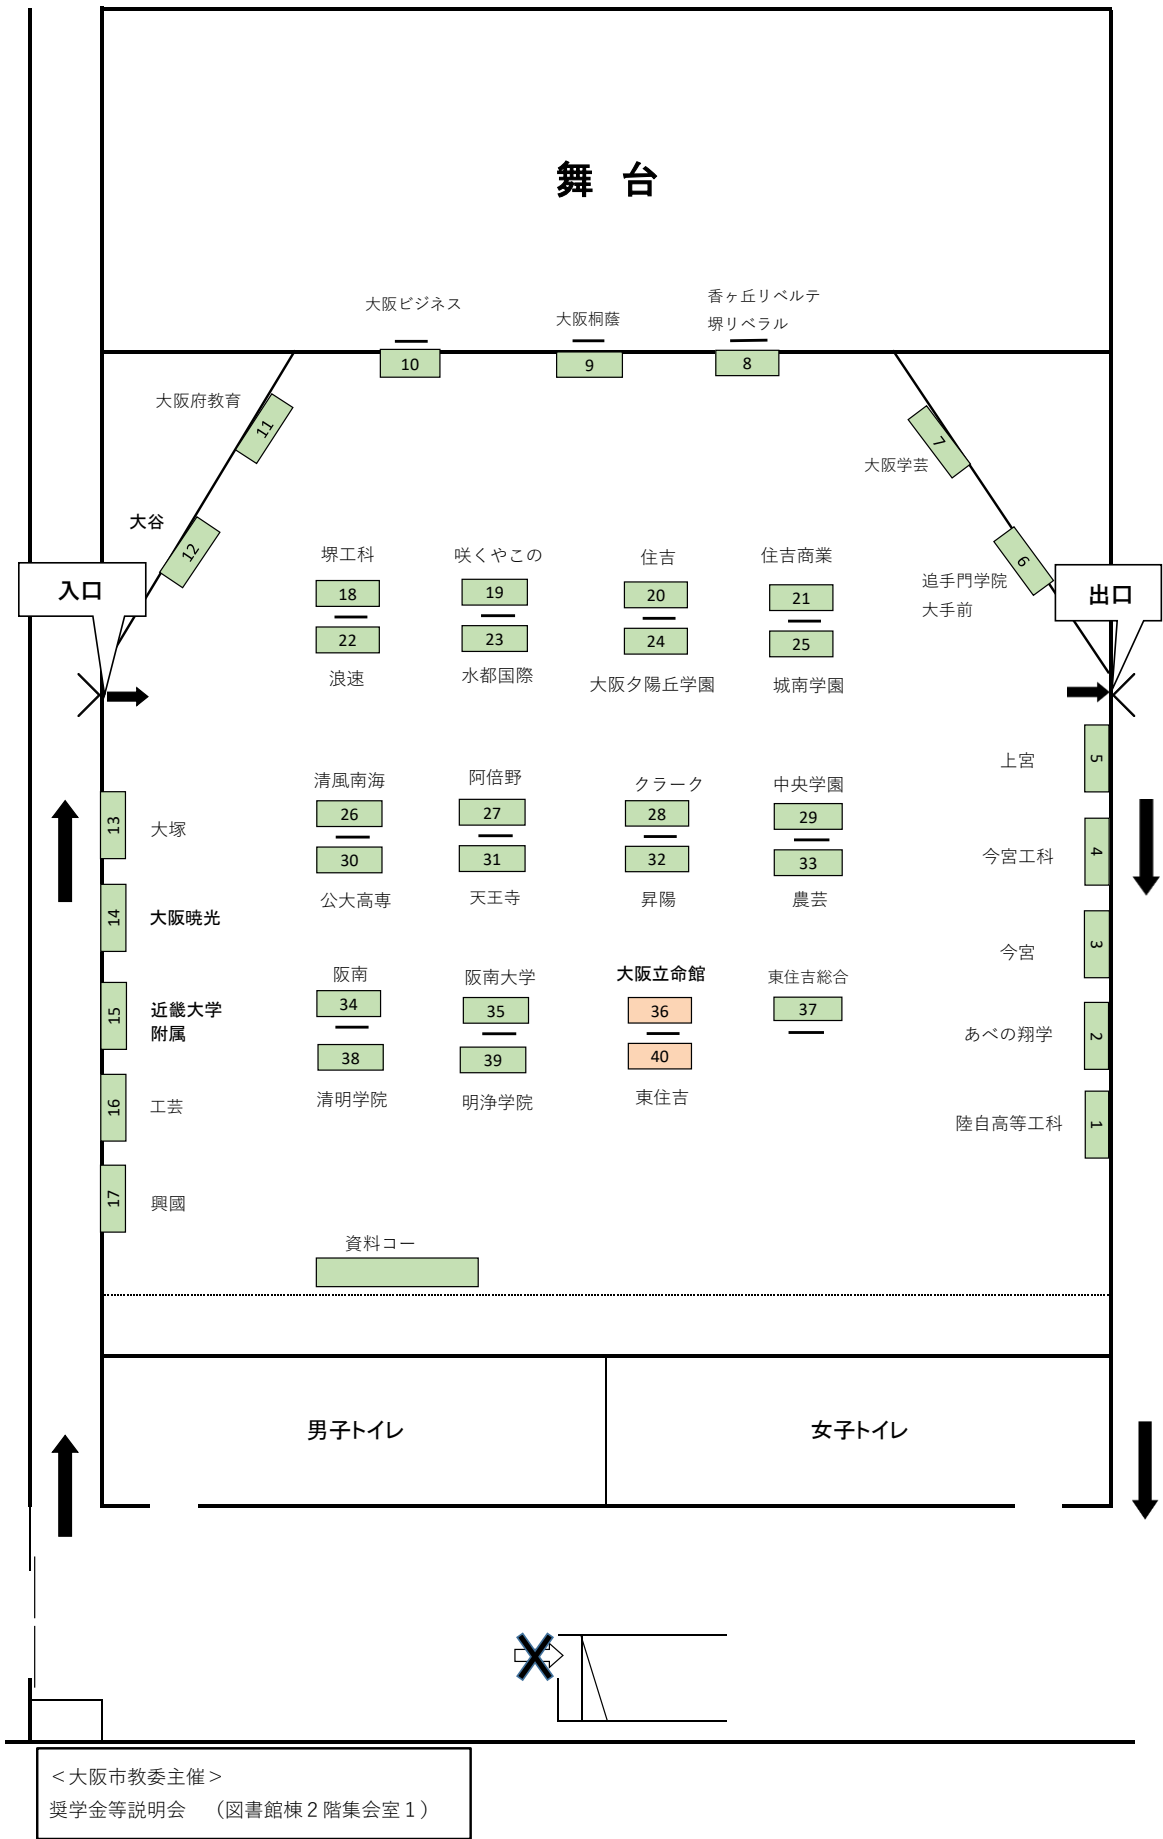 舞 台
大阪ビジネス
大阪桐蔭
香ヶ丘リベルテ
堺リベラル
10
9
8
大阪府教育
11
7
大阪学芸
大谷
12
6
追手門学院
大手前
入口
出口
堺工科
咲くやこの
住吉
住吉商業
18
19
20
21
22
23
24
25
浪速
水都国際
大阪夕陽丘学園
城南学園
上宮
5
清風南海
阿倍野
クラーク
中央学園
26
27
28
29
13
大塚
今宮工科
4
30
31
32
33
公大高専
天王寺
昇陽
農芸
14
大阪暁光
今宮
3
阪南
阪南大学
大阪立命館
東住吉総合
34
35
36
37
15
近畿大学
附属
あべの翔学
2
38
39
40
清明学院
明浄学院
東住吉
16
工芸
陸自高等工科
1
17
興國
資料コー
男子トイレ
女子トイレ
＜大阪市教委主催＞
奨学金等説明会 （図書館棟２階集会室１）